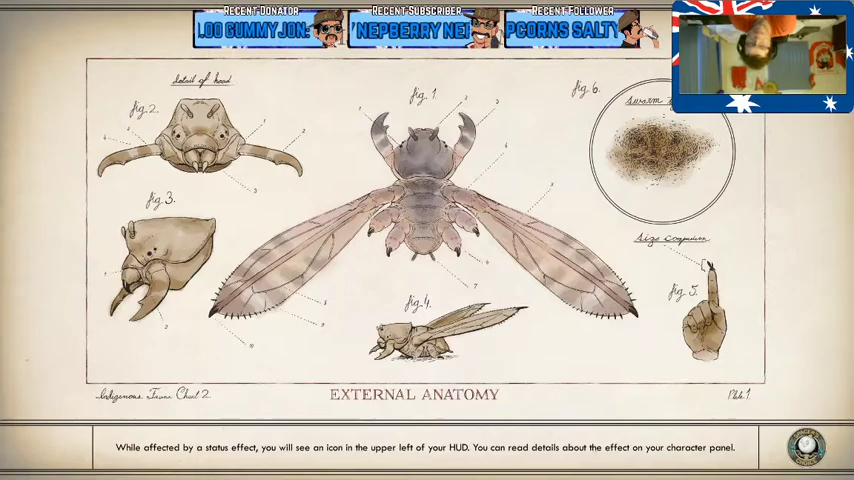 RECENT DONATOR
RECENT SUBSCRIBER
RECENT FOLLOWER
LOO GUMMY JON:
NEPBERRY NE
PCORNS SALTY
detail of head
fig. 1.
fig. 2.
fig. 3.
fig. 4.
fig. 6.
swarm
size comparison
fig. 5.
Indigenous Fauna Chart 2
EXTERNAL ANATOMY
Plate 1
While affected by a status effect, you will see an icon in the upper left of your HUD. You can read details about the effect on your character panel.